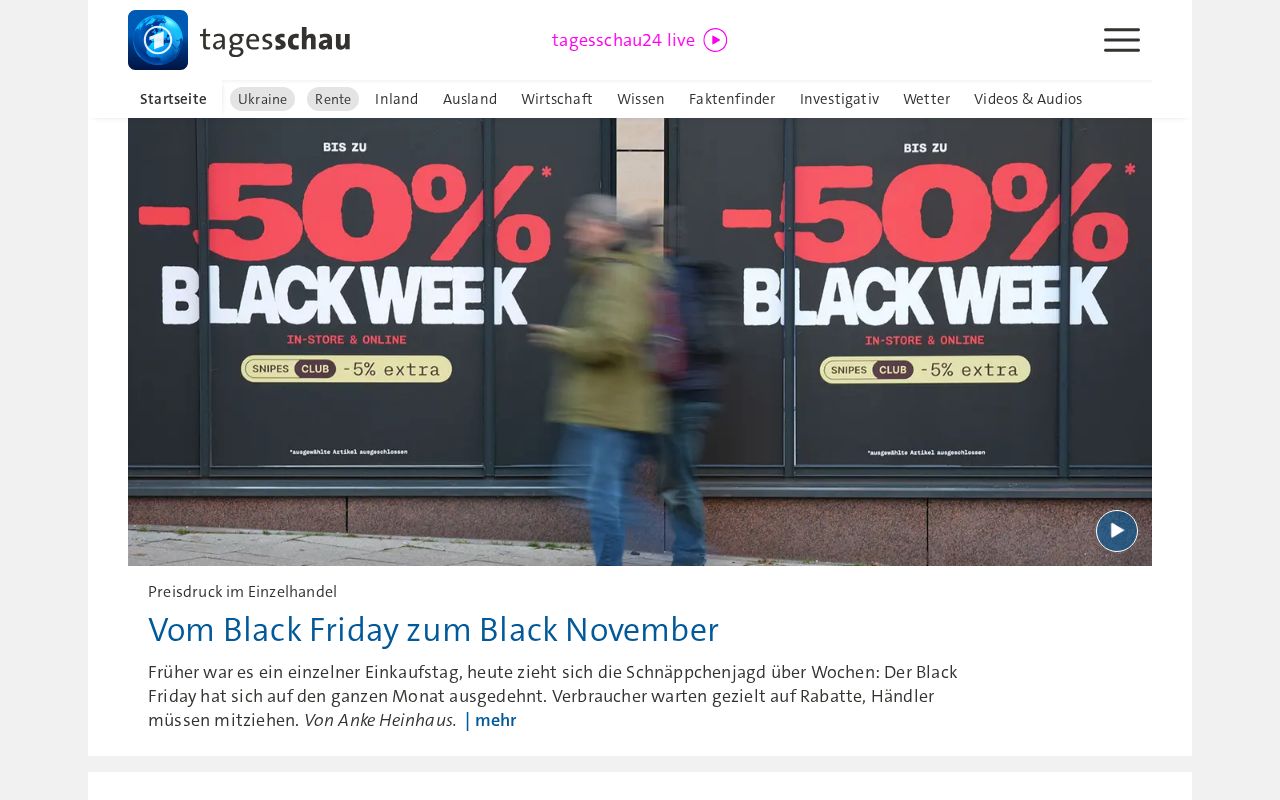 tagesschau
tagesschau24 live
Startseite Ukraine Rente Inland Ausland Wirtschaft Wissen Faktenfinder Investigativ Wetter Videos & Audios
BIS ZU
-50%*
BLACK WEEK
IN-STORE & ONLINE
SNIPES CLUB -5% extra
*ausgewählte Artikel ausgeschlossen
BIS ZU
-50%*
BLACK WEEK
IN-STORE & ONLINE
SNIPES CLUB -5% extra
*ausgewählte Artikel ausgeschlossen
Preisdruck im Einzelhandel
Vom Black Friday zum Black November
Früher war es ein einzelner Einkaufstag, heute zieht sich die Schnäppchenjagd über Wochen: Der Black
Friday hat sich auf den ganzen Monat ausgedehnt. Verbraucher warten gezielt auf Rabatte, Händler
müssen mitziehen. Von Anke Heinhaus. | mehr